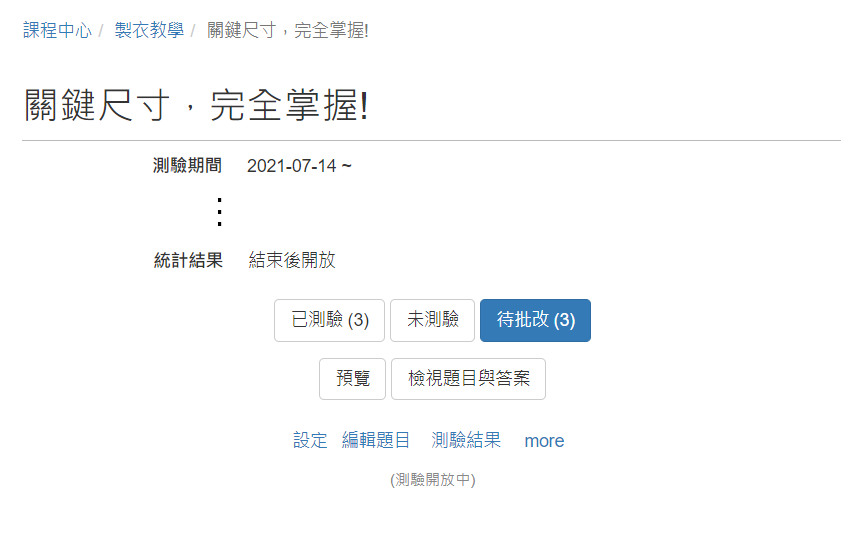 課程中心 / 製衣教學 / 關鍵尺寸，完全掌握!
關鍵尺寸，完全掌握!
測驗期間 2021-07-14 ~
⋮
統計結果 結束後開放
已測驗 (3) 未測驗 待批改 (3)
預覽 檢視題目與答案
設定 編輯題目 測驗結果 more
(測驗開放中)